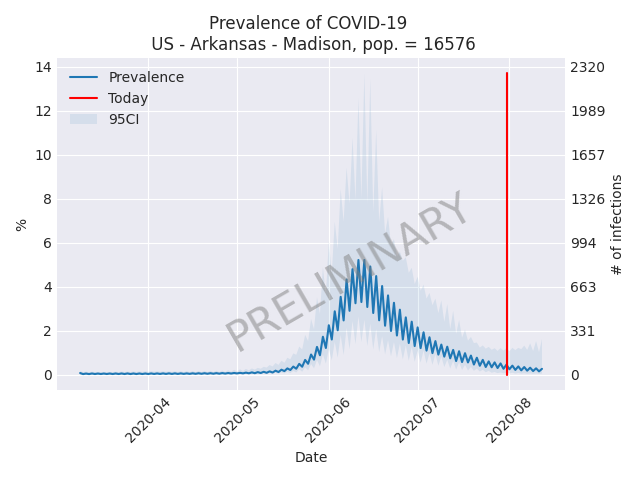 Prevalence of COVID-19
US - Arkansas - Madison, pop. = 16576
Prevalence
Today
95CI
PRELIMINARY
14
12
10
8
6
4
2
0
%
2320
1989
1657
1326
994
663
331
0
# of infections
2020-04
2020-05
2020-06
2020-07
2020-08
Date